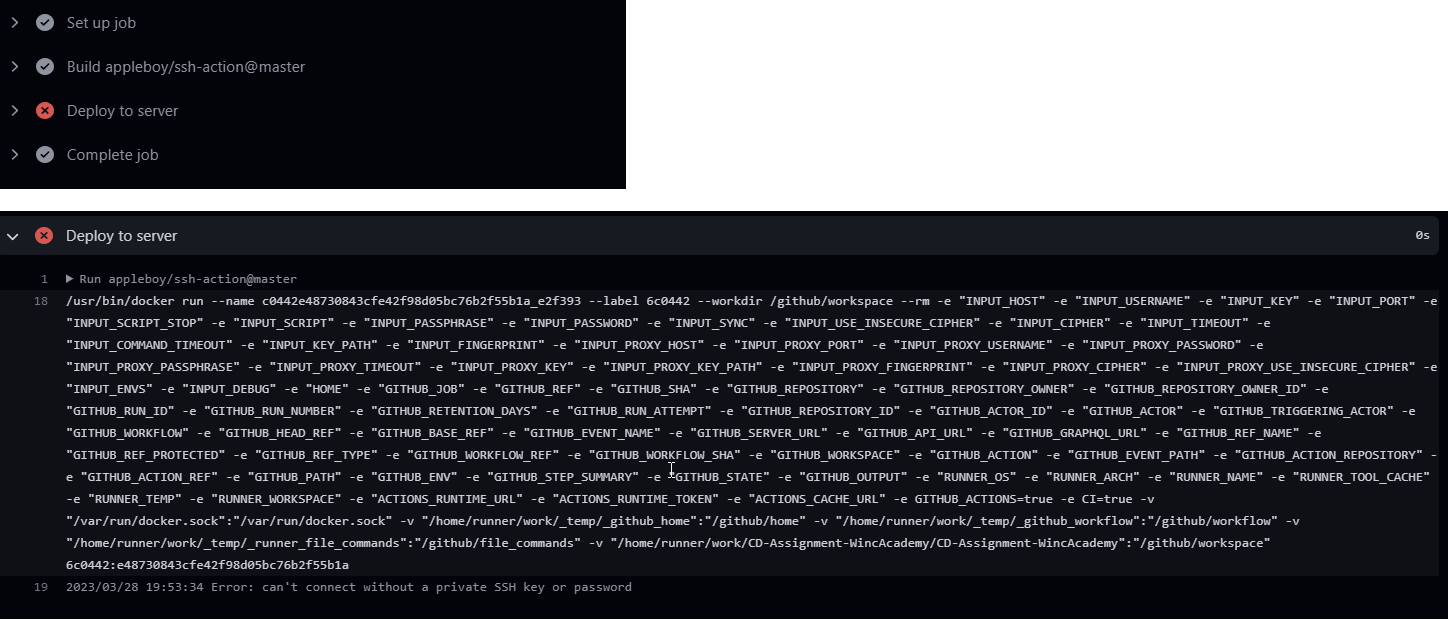 Set up job
Build appleboy/ssh-action@master
Deploy to server
Complete job
Deploy to server
0s
1 Run appleboy/ssh-action@master
18 /usr/bin/docker run --name c0442e48730843cfe42f98d05bc76b2f55b1a_e2f393 --label 6c0442 --workdir /github/workspace --rm -e "INPUT_HOST" -e "INPUT_USERNAME" -e "INPUT_KEY" -e "INPUT_PORT" -e
"INPUT_SCRIPT_STOP" -e "INPUT_SCRIPT" -e "INPUT_PASSPHRASE" -e "INPUT_PASSWORD" -e "INPUT_SYNC" -e "INPUT_USE_INSECURE_CIPHER" -e "INPUT_CIPHER" -e "INPUT_TIMEOUT" -e
"INPUT_COMMAND_TIMEOUT" -e "INPUT_KEY_PATH" -e "INPUT_FINGERPRINT" -e "INPUT_PROXY_HOST" -e "INPUT_PROXY_PORT" -e "INPUT_PROXY_USERNAME" -e "INPUT_PROXY_PASSWORD" -e
"INPUT_PROXY_PASSPHRASE" -e "INPUT_PROXY_TIMEOUT" -e "INPUT_PROXY_KEY" -e "INPUT_PROXY_KEY_PATH" -e "INPUT_PROXY_FINGERPRINT" -e "INPUT_PROXY_CIPHER" -e "INPUT_PROXY_USE_INSECURE_CIPHER" -e
"INPUT_ENVS" -e "INPUT_DEBUG" -e "HOME" -e "GITHUB_JOB" -e "GITHUB_REF" -e "GITHUB_SHA" -e "GITHUB_REPOSITORY" -e "GITHUB_REPOSITORY_OWNER" -e "GITHUB_REPOSITORY_OWNER_ID" -e
"GITHUB_RUN_ID" -e "GITHUB_RUN_NUMBER" -e "GITHUB_RETENTION_DAYS" -e "GITHUB_RUN_ATTEMPT" -e "GITHUB_REPOSITORY_ID" -e "GITHUB_ACTOR_ID" -e "GITHUB_ACTOR" -e "GITHUB_TRIGGERING_ACTOR" -e
"GITHUB_WORKFLOW" -e "GITHUB_HEAD_REF" -e "GITHUB_BASE_REF" -e "GITHUB_EVENT_NAME" -e "GITHUB_SERVER_URL" -e "GITHUB_API_URL" -e "GITHUB_GRAPHQL_URL" -e "GITHUB_REF_NAME" -e
"GITHUB_REF_PROTECTED" -e "GITHUB_REF_TYPE" -e "GITHUB_WORKFLOW_REF" -e "GITHUB_WORKFLOW_SHA" -e "GITHUB_WORKSPACE" -e "GITHUB_ACTION" -e "GITHUB_EVENT_PATH" -e "GITHUB_ACTION_REPOSITORY" -
e "GITHUB_ACTION_REF" -e "GITHUB_PATH" -e "GITHUB_ENV" -e "GITHUB_STEP_SUMMARY" -e "GITHUB_STATE" -e "GITHUB_OUTPUT" -e "RUNNER_OS" -e "RUNNER_ARCH" -e "RUNNER_NAME" -e "RUNNER_TOOL_CACHE"
-e "RUNNER_TEMP" -e "RUNNER_WORKSPACE" -e "ACTIONS_RUNTIME_URL" -e "ACTIONS_RUNTIME_TOKEN" -e "ACTIONS_CACHE_URL" -e GITHUB_ACTIONS=true -e CI=true -v
"/var/run/docker.sock":"/var/run/docker.sock" -v "/home/runner/work/_temp/_github_home":"/github/home" -v "/home/runner/work/_temp/_github_workflow":"/github/workflow" -v
"/home/runner/work/_temp/_runner_file_commands":"/github/file_commands" -v "/home/runner/work/CD-Assignment-WincAcademy/CD-Assignment-WincAcademy":"/github/workspace"
6c0442:e48730843cfe42f98d05bc76b2f55b1a
19 2023/03/28 19:53:34 Error: can't connect without a private SSH key or password